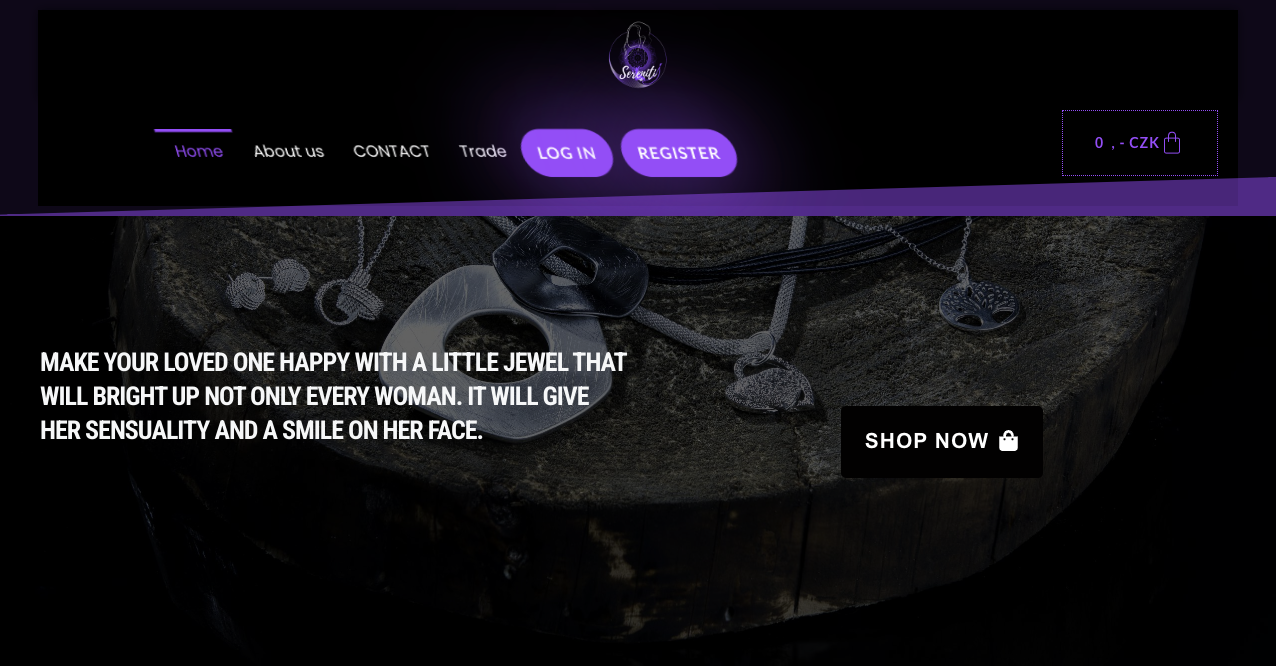 Sereniti
Home About us CONTACT Trade LOG IN REGISTER
0 ,- CZK
MAKE YOUR LOVED ONE HAPPY WITH A LITTLE JEWEL THAT
WILL BRIGHT UP NOT ONLY EVERY WOMAN. IT WILL GIVE
HER SENSUALITY AND A SMILE ON HER FACE.
SHOP NOW